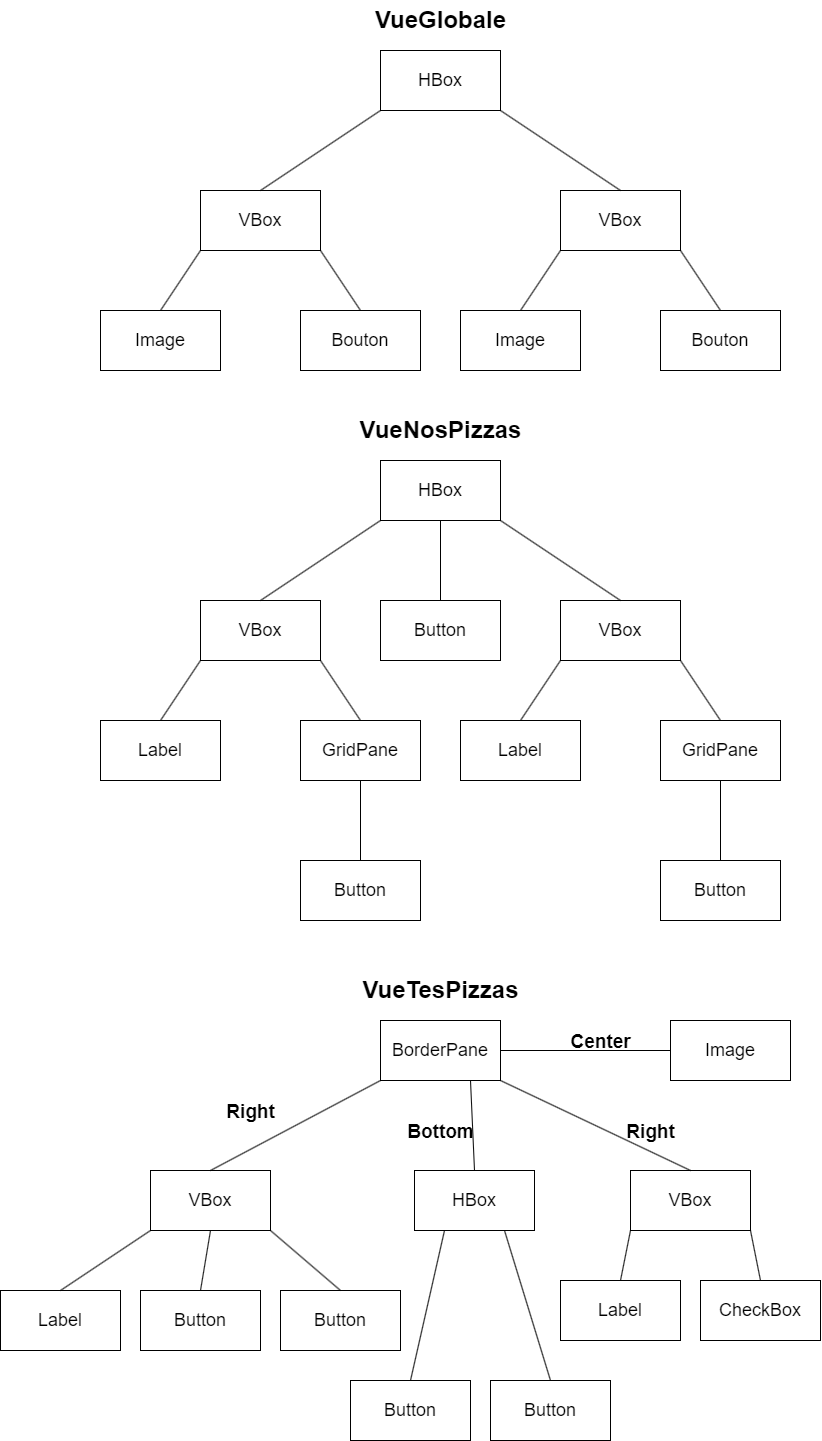 VueGlobale
HBox
VBox
VBox
Image
Bouton
Image
Bouton
VueNosPizzas
HBox
VBox
Button
VBox
Label
GridPane
Label
GridPane
Button
Button
VueTesPizzas
BorderPane
Center
Image
Right
Bottom
Right
VBox
HBox
VBox
Label
Button
Button
Label
CheckBox
Button
Button